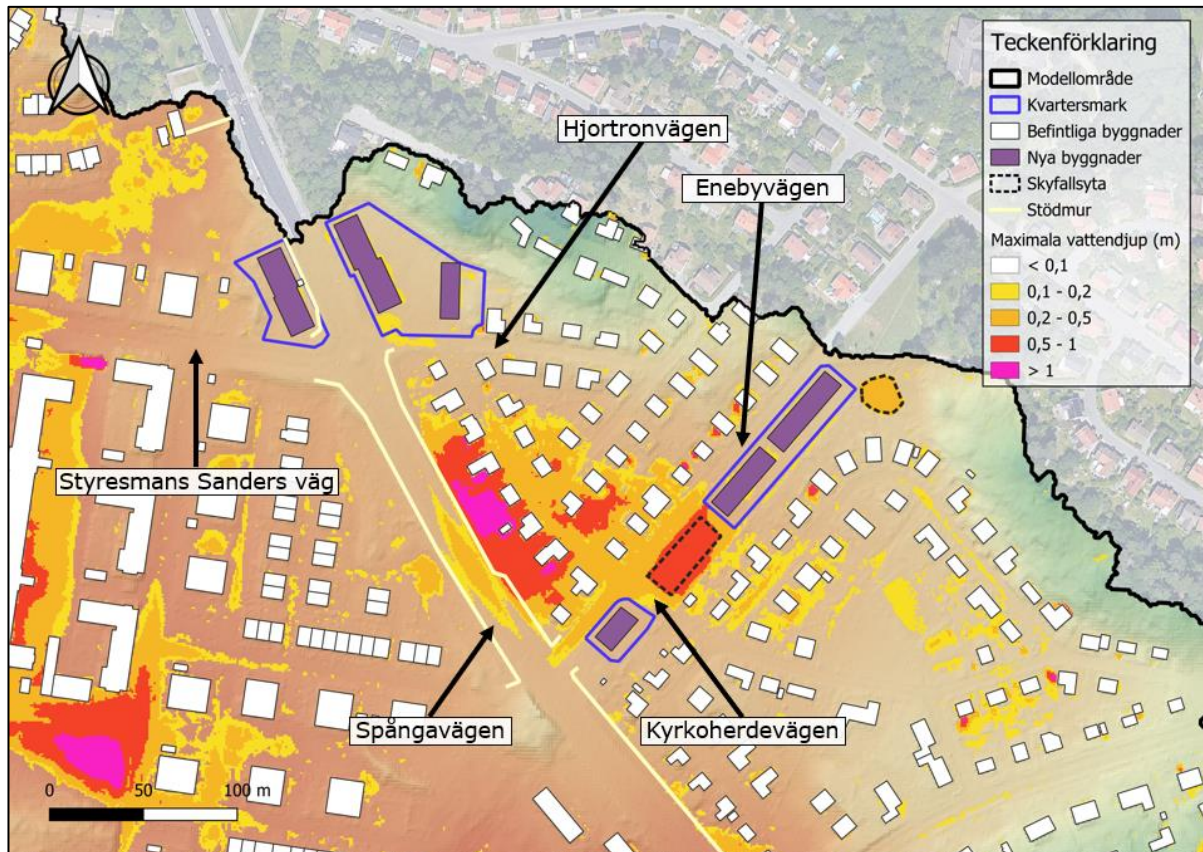 Hjortronvägen
Enebyvägen
Styresmans Sanders väg
Spångavägen
Kyrkoherdevägen
0
50
100 m
Teckenförklaring
Modellområde
Kvartersmark
Befintliga byggnader
Nya byggnader
Skyfallsyta
Stödmur
Maximala vattendjup (m)
< 0,1
0,1 - 0,2
0,2 - 0,5
0,5 - 1
> 1